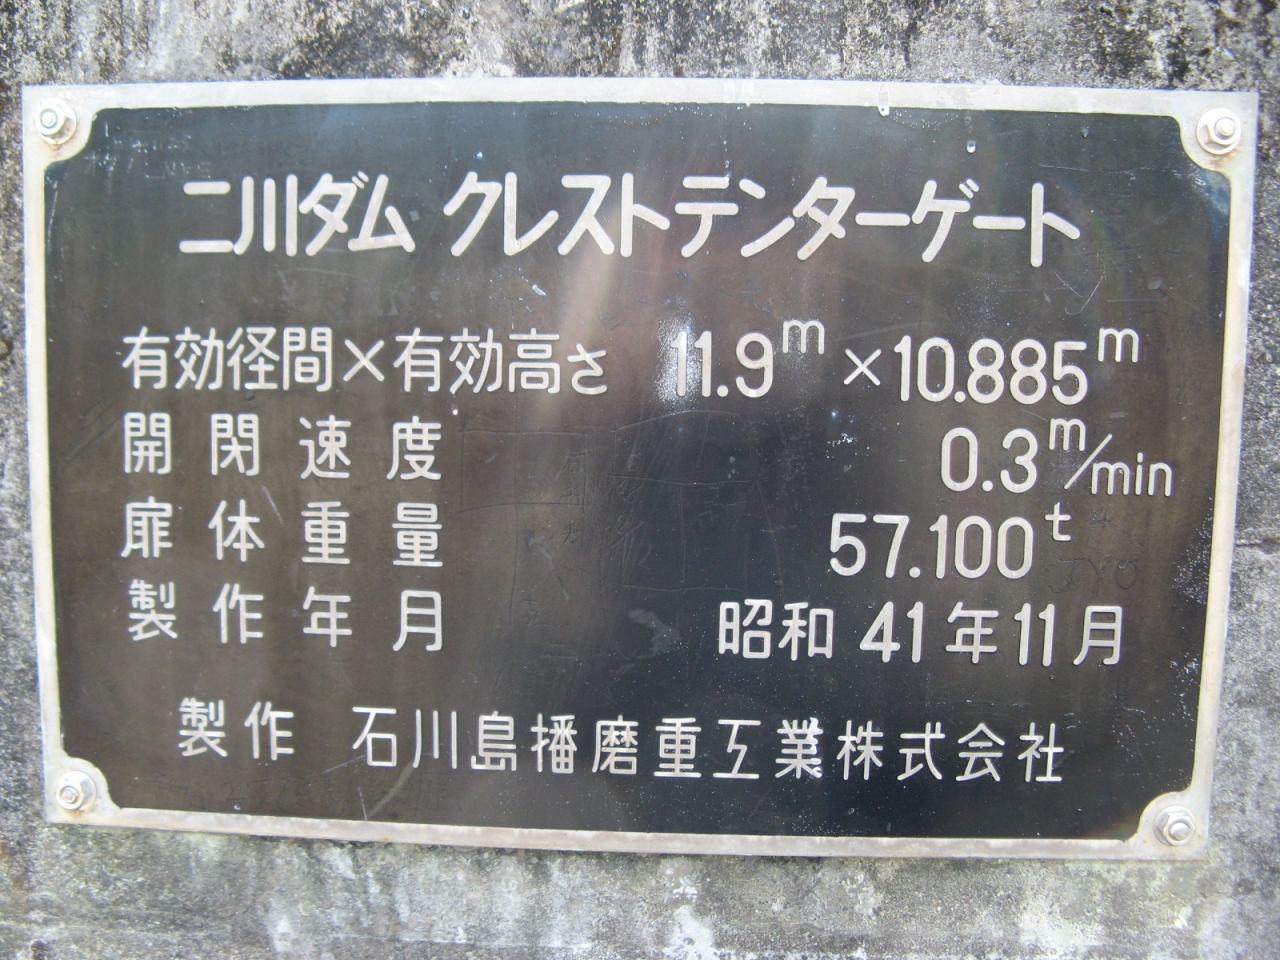 二川ダム クレストテンターゲート
有効径間×有効高さ 11.9m×10.885m
開閉速度 0.3m/min
扉体重量 57.100t
製作年月 昭和41年11月
製作 石川島播磨重工業株式会社